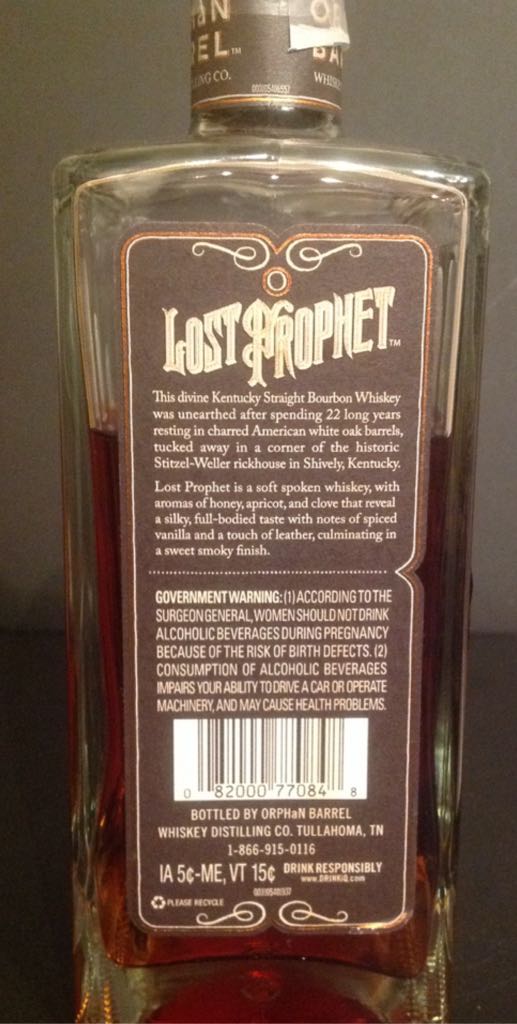 REL™
LING CO.
LOST PROPHET™
This divine Kentucky Straight Bourbon Whiskey
was unearthed after spending 22 long years
resting in charred American white oak barrels,
tucked away in a corner of the historic
Stitzel-Weller rickhouse in Shively, Kentucky.
Lost Prophet is a soft spoken whiskey, with
aromas of honey, apricot, and clove that reveal
a silky, full-bodied taste with notes of spiced
vanilla and a touch of leather, culminating in
a sweet smoky finish.
GOVERNMENT WARNING: (1) ACCORDING TO THE
SURGEON GENERAL, WOMEN SHOULD NOT DRINK
ALCOHOLIC BEVERAGES DURING PREGNANCY
BECAUSE OF THE RISK OF BIRTH DEFECTS. (2)
CONSUMPTION OF ALCOHOLIC BEVERAGES
IMPAIRS YOUR ABILITY TO DRIVE A CAR OR OPERATE
MACHINERY, AND MAY CAUSE HEALTH PROBLEMS.
0 82000 77084 8
BOTTLED BY ORPHaN BARREL
WHISKEY DISTILLING CO. TULLAHOMA, TN
1-866-915-0116
IA 5¢-ME, VT 15¢ DRINK RESPONSIBLY
www.DRINKiQ.com
PLEASE RECYCLE